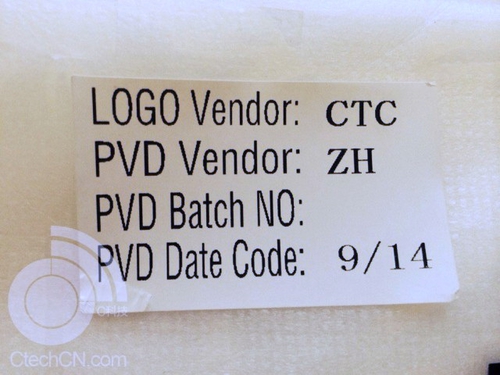 LOGO Vendor: CTC
PVD Vendor: ZH
PVD Batch NO:
PVD Date Code: 9/14
CtechCN.com